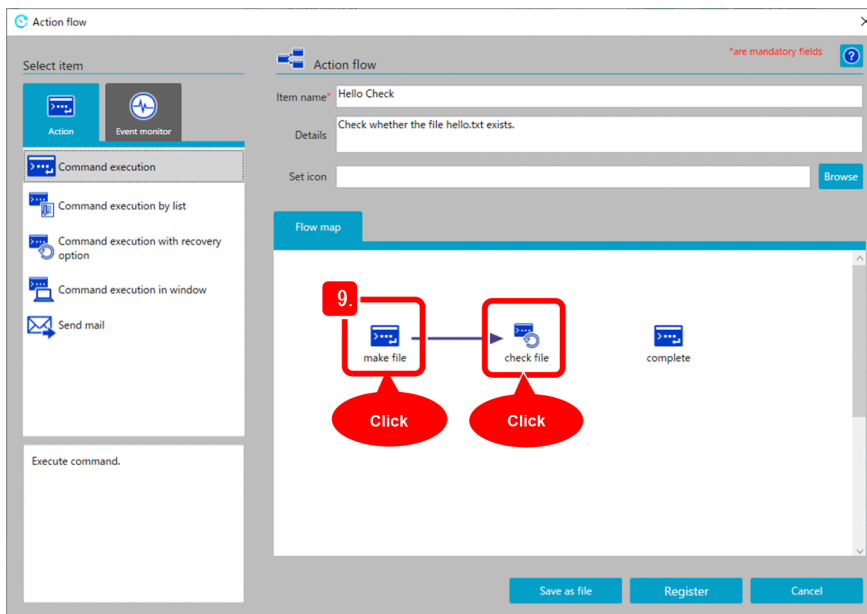 Action flow
Select item
Action
Event monitor
Command execution
Command execution by list
Command execution with recovery
option
Command execution in window
Send mail
Execute command.
Action flow
*are mandatory fields
?
Item name*
Hello Check
Details
Check whether the file hello.txt exists.
Set icon
Browse
Flow map
9.
make file
check file
complete
Click
Click
Save as file
Register
Cancel